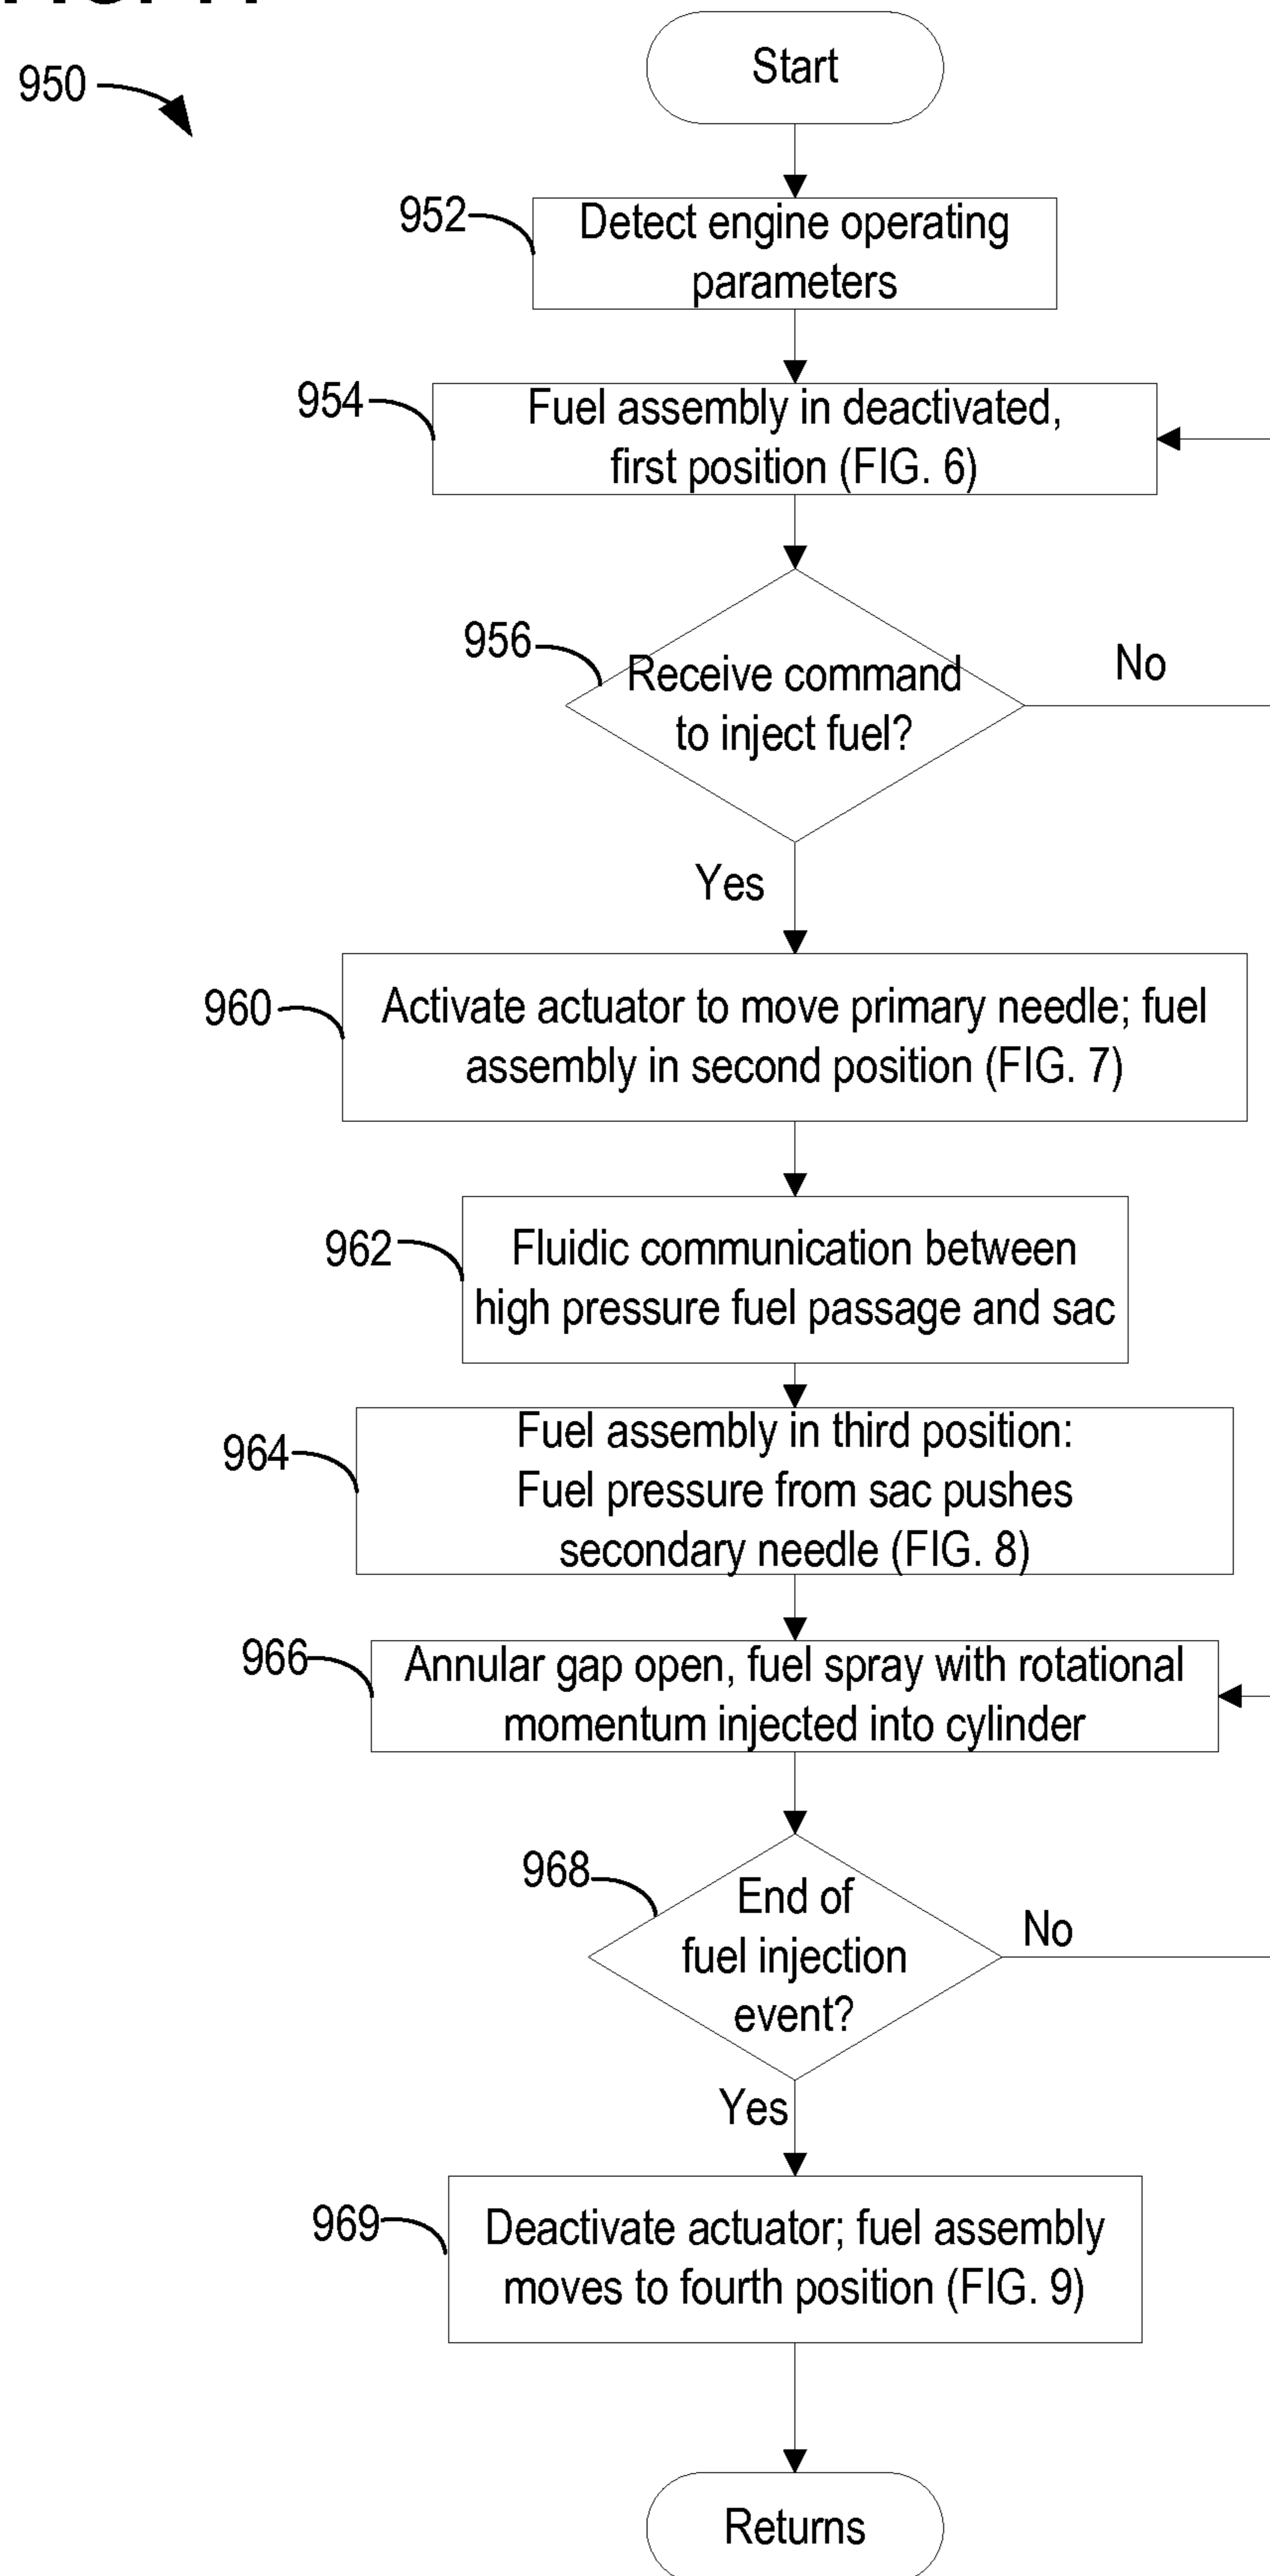 950
Start
952
Detect engine operating
parameters
954
Fuel assembly in deactivated,
first position (FIG. 6)
956
Receive command
to inject fuel?
No
Yes
960
Activate actuator to move primary needle; fuel
assembly in second position (FIG. 7)
962
Fluidic communication between
high pressure fuel passage and sac
964
Fuel assembly in third position:
Fuel pressure from sac pushes
secondary needle (FIG. 8)
966
Annular gap open, fuel spray with rotational
momentum injected into cylinder
968
End of
fuel injection
event?
No
Yes
969
Deactivate actuator; fuel assembly
moves to fourth position (FIG. 9)
Returns